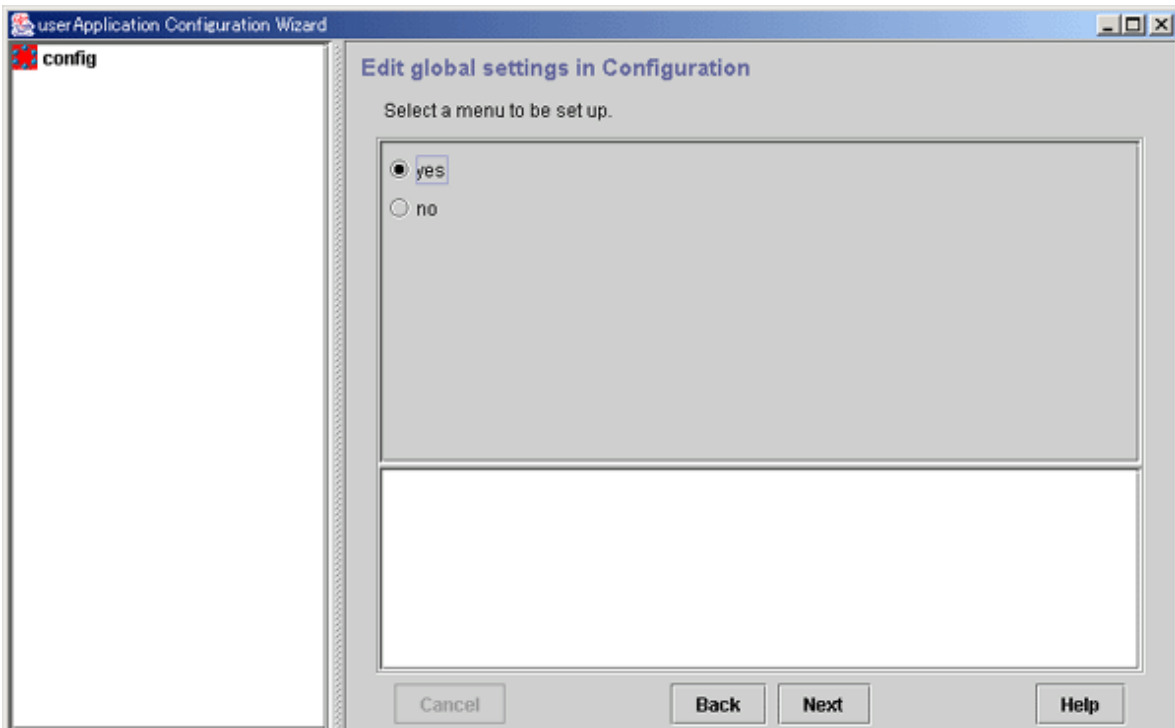 userApplication Configuration Wizard
config
Edit global settings in Configuration
Select a menu to be set up.
yes
no
Cancel
Back
Next
Help